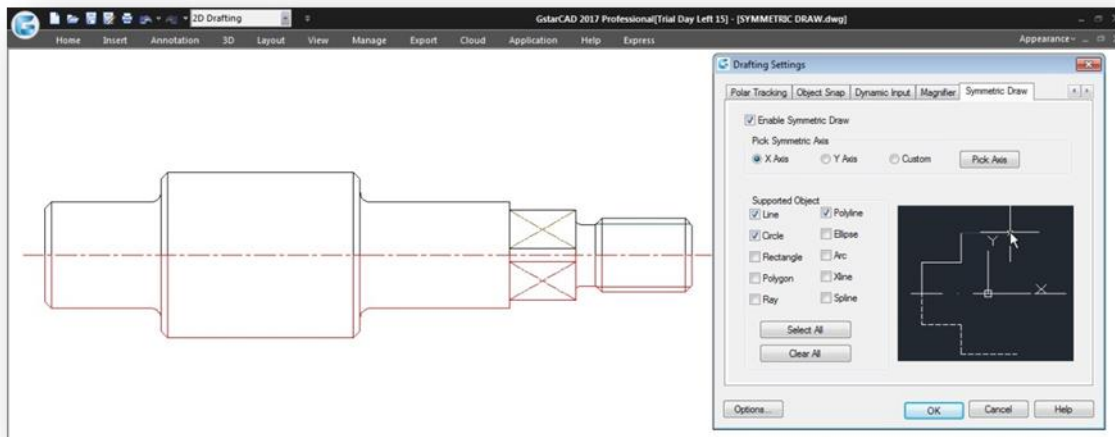 2D Drafting
GstarCAD 2017 Professional[Trial Day Left 15] - [SYMMETRIC DRAW.dwg]
Home Insert Annotation 3D Layout View Manage Export Cloud Application Help Express Appearance
Drafting Settings
Polar Tracking Object Snap Dynamic Input Magnifier Symmetric Draw
Enable Symmetric Draw
Pick Symmetric Axis
X Axis Y Axis Custom Pick Axis
Supported Object
Line Polyline
Circle Ellipse
Rectangle Arc
Polygon Xline
Ray Spline
Select All
Clear All
Y
X
Options... OK Cancel Help